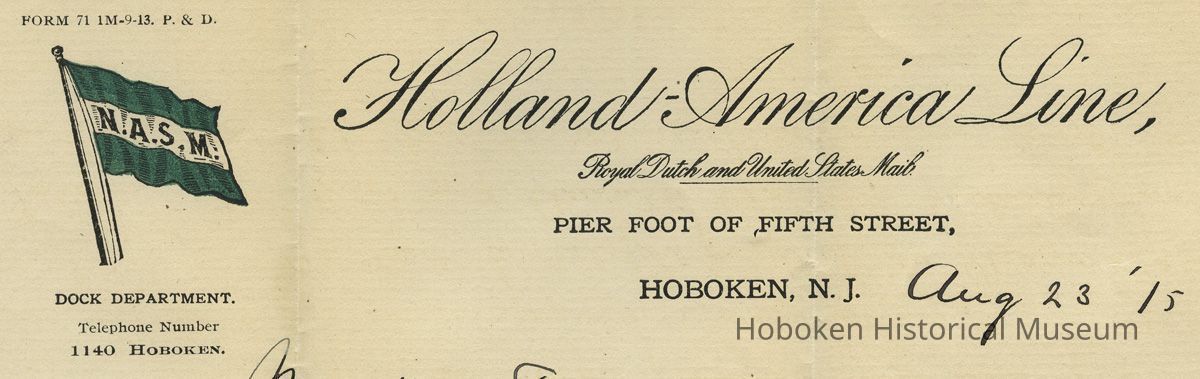 FORM 71 1M-9-13. P. & D.
N.A.S.M.
Holland-America Line,
Royal Dutch and United States Mail.
PIER FOOT OF FIFTH STREET,
HOBOKEN, N. J. Aug 23 '15
DOCK DEPARTMENT.
Telephone Number
1140 HOBOKEN.
Hoboken Historical Museum